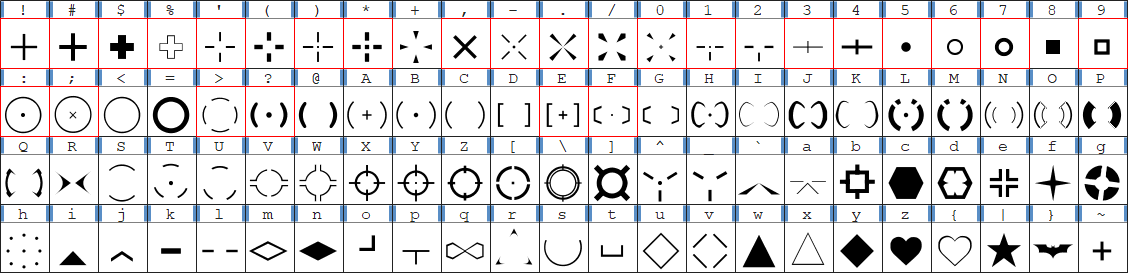 ! # $ % ' ( ) * + , - . / 0 1 2 3 4 5 6 7 8 9
: ; < = > ? @ A B C D E F G H I J K L M N O P
Q R S T U V W X Y Z [ \ ] ^ _ ` a b c d e f g
h i j k l m n o p q r s t u v w x y z { | } ~